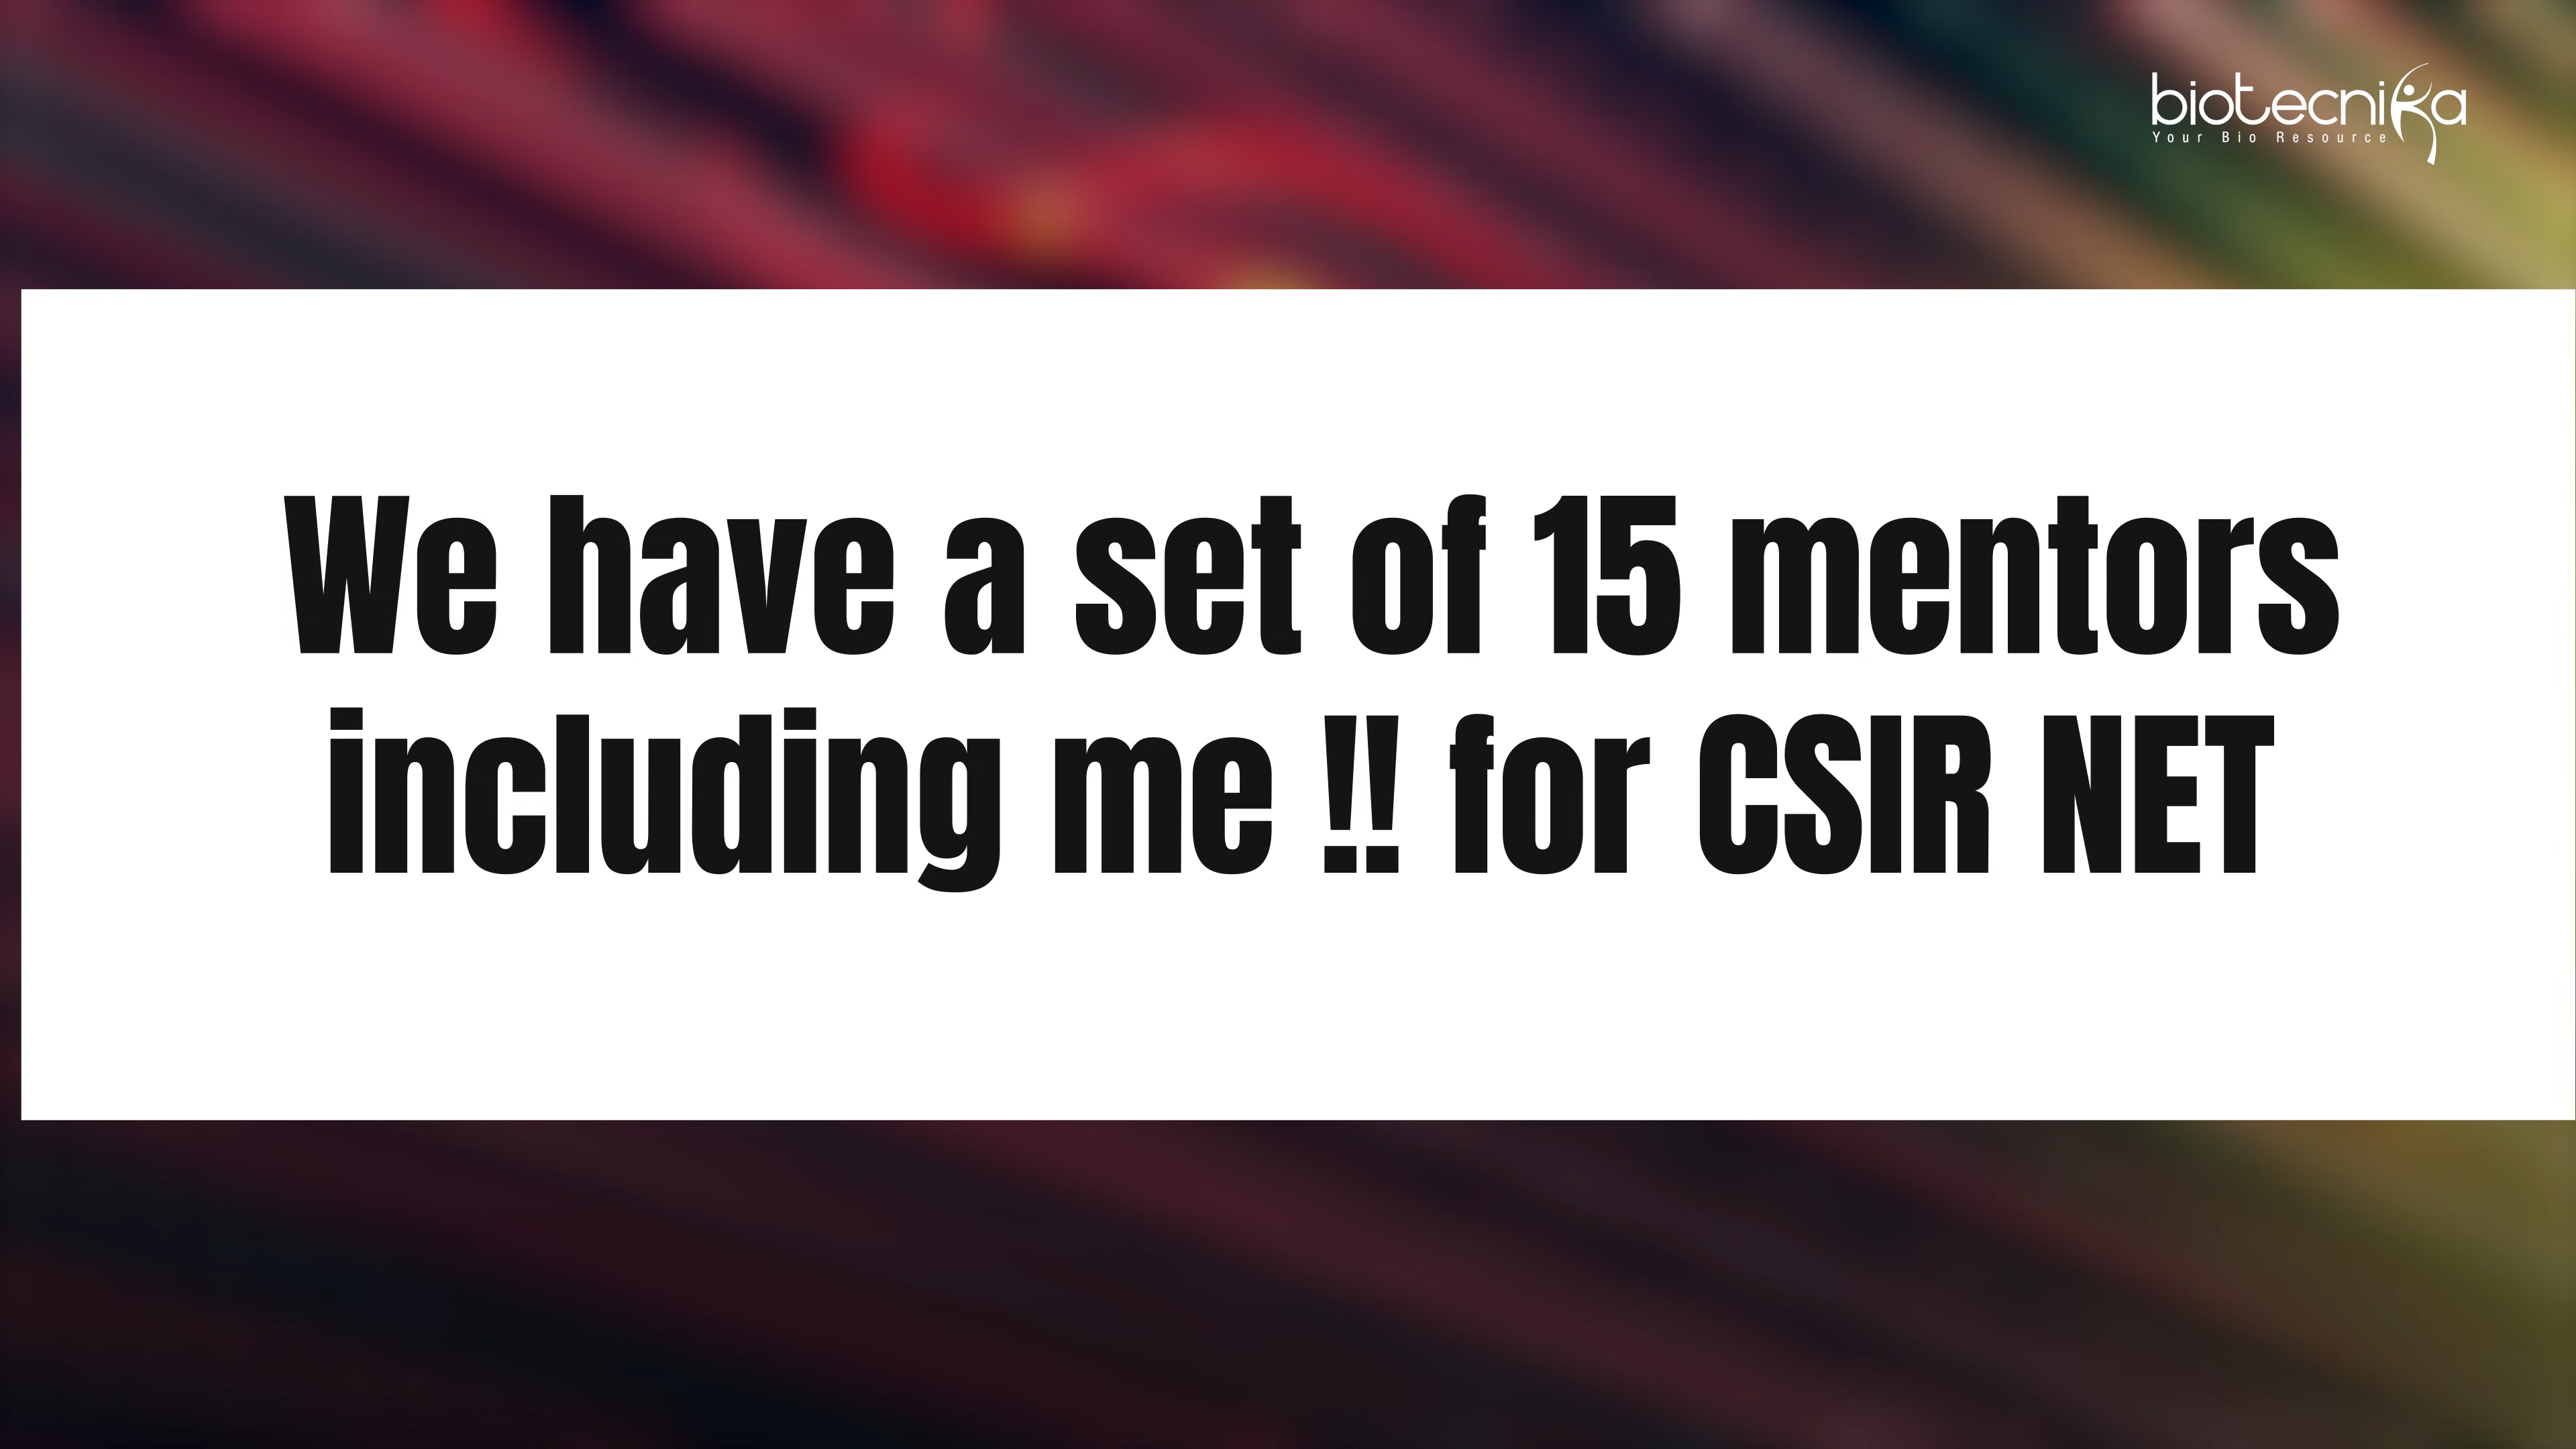 biotecnika
Your Bio Resource
We have a set of 15 mentors
including me !! for CSIR NET